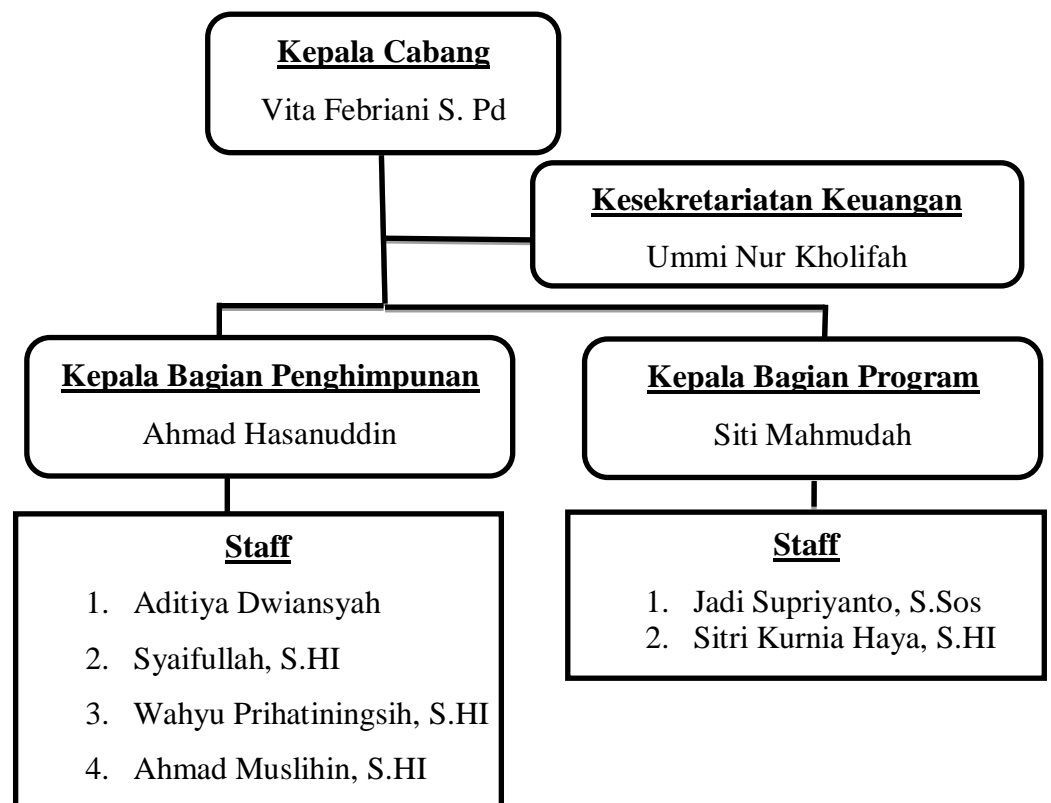 Kepala Cabang
Vita Febriani S. Pd
Kesekretariatan Keuangan
Ummi Nur Kholifah
Kepala Bagian Penghimpunan
Ahmad Hasanuddin
Kepala Bagian Program
Siti Mahmudah
Staff
1. Aditiya Dwiansyah
2. Syaifullah, S.HI
3. Wahyu Prihatiningsih, S.HI
4. Ahmad Muslihin, S.HI
Staff
1. Jadi Supriyanto, S.Sos
2. Sitri Kurnia Haya, S.HI